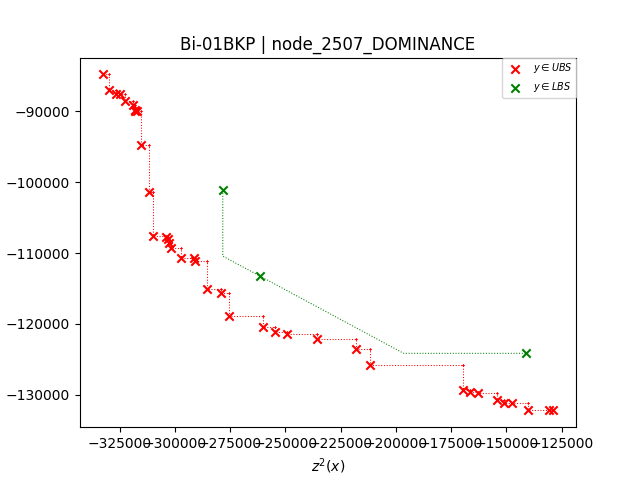 Bi-01BKP | node_2507_DOMINANCE
y ∈ UBS
y ∈ LBS
−90000
−100000
−110000
−120000
−130000
−325000 −300000 −275000 −250000 −225000 −200000 −175000 −150000 −125000
z²(x)